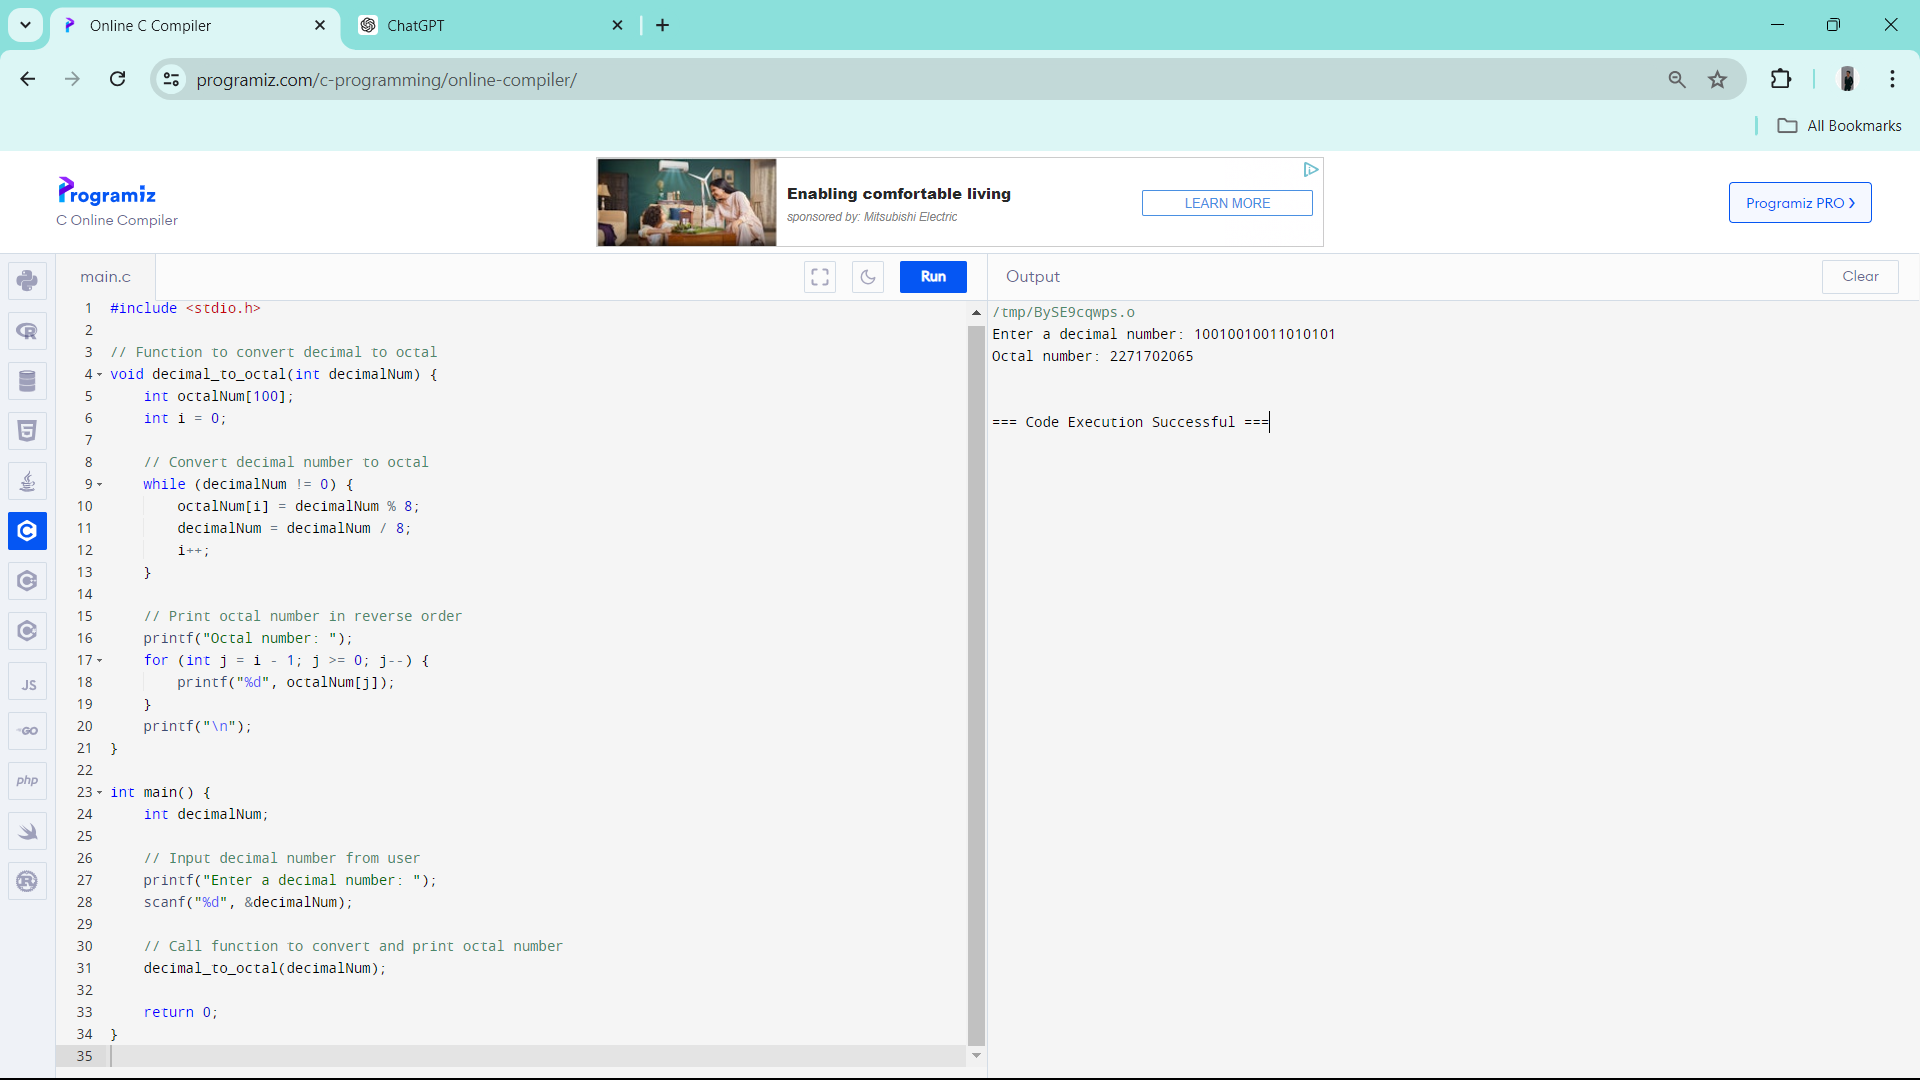 Online C Compiler
ChatGPT
programiz.com/c-programming/online-compiler/
All Bookmarks
Programiz
C Online Compiler
Enabling comfortable living
sponsored by: Mitsubishi Electric
LEARN MORE
Programiz PRO >
main.c
Run
Output
Clear
1 #include <stdio.h>
2
3 // Function to convert decimal to octal
4 void decimal_to_octal(int decimalNum) {
5     int octalNum[100];
6     int i = 0;
7
8     // Convert decimal number to octal
9     while (decimalNum != 0) {
10         octalNum[i] = decimalNum % 8;
11         decimalNum = decimalNum / 8;
12         i++;
13     }
14
15     // Print octal number in reverse order
16     printf("Octal number: ");
17     for (int j = i - 1; j >= 0; j--) {
18         printf("%d", octalNum[j]);
19     }
20     printf("\n");
21 }
22
23 int main() {
24     int decimalNum;
25
26     // Input decimal number from user
27     printf("Enter a decimal number: ");
28     scanf("%d", &decimalNum);
29
30     // Call function to convert and print octal number
31     decimal_to_octal(decimalNum);
32
33     return 0;
34 }
35
/tmp/BySE9cqwps.o
Enter a decimal number: 10010010011010101
Octal number: 2271702065
=== Code Execution Successful ===
JS
GO
php